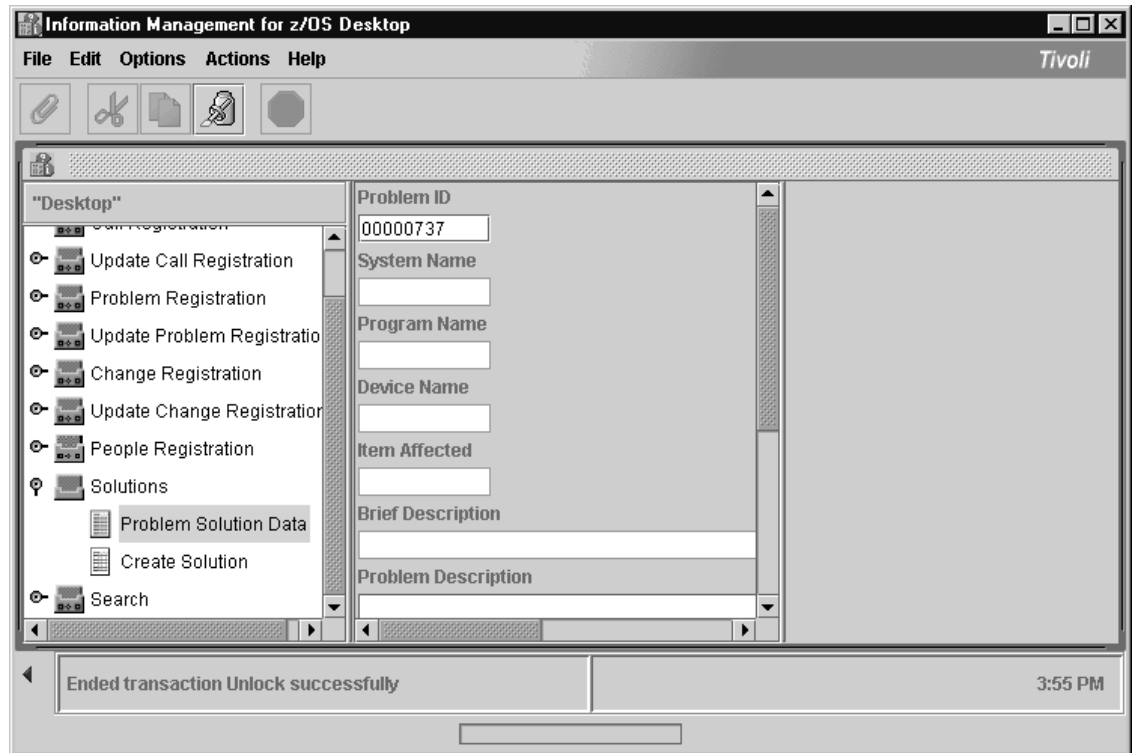 Information Management for z/OS Desktop
File Edit Options Actions Help
Tivoli
"Desktop"
Call Registration
Update Call Registration
Problem Registration
Update Problem Registratio
Change Registration
Update Change Registration
People Registration
Solutions
Problem Solution Data
Create Solution
Search
Problem ID
00000737
System Name
Program Name
Device Name
Item Affected
Brief Description
Problem Description
Ended transaction Unlock successfully
3:55 PM